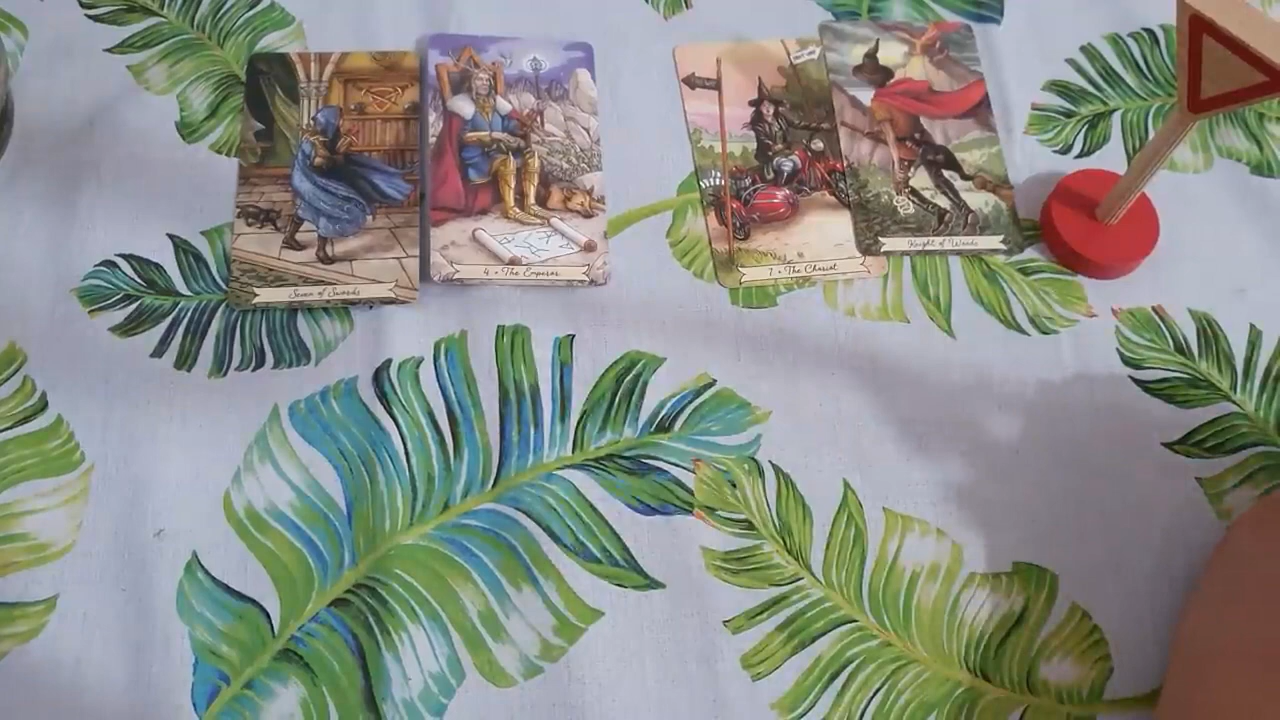 Seven of Swords
4 • The Emperor
7 • The Chariot
Knight of Wands